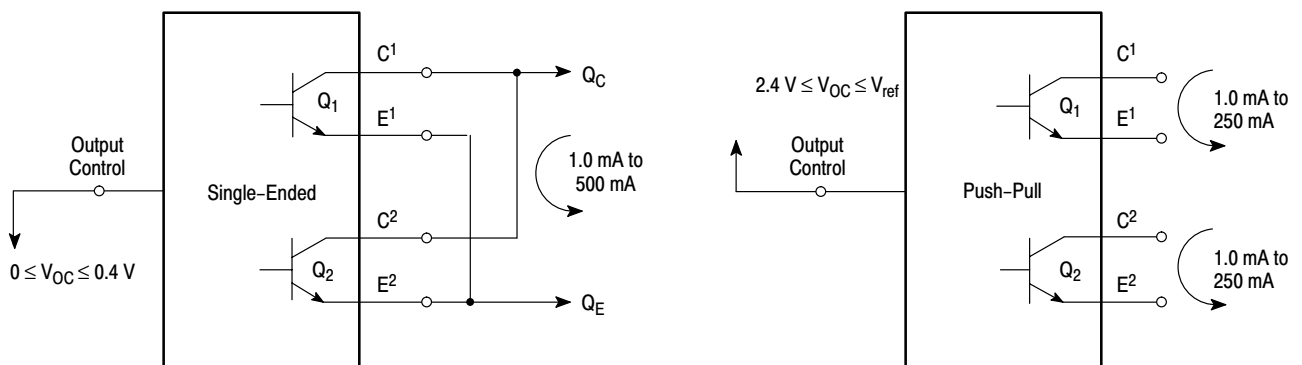 C1
Q1
E1
QC
Output
Control
Single–Ended
1.0 mA to
500 mA
C2
Q2
E2
0 ≤ VOC ≤ 0.4 V
QE
2.4 V ≤ VOC ≤ Vref
C1
Q1
E1
1.0 mA to
250 mA
Output
Control
Push–Pull
C2
Q2
E2
1.0 mA to
250 mA